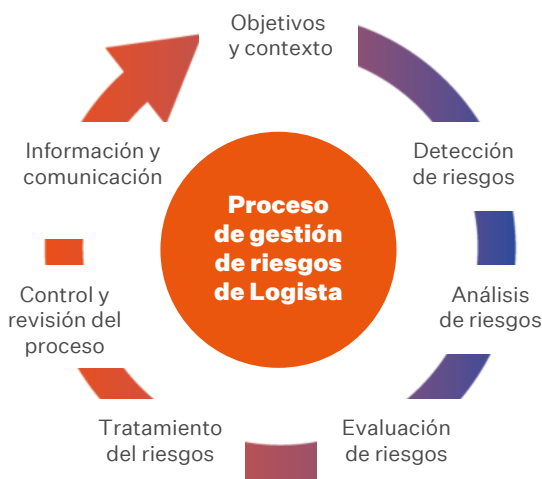 Objetivos
y contexto
Detección
de riesgos
Análisis
de riesgos
Evaluación
de riesgos
Tratamiento
del riesgos
Control y
revisión del
proceso
Información y
comunicación
Proceso
de gestión
de riesgos
de Logista